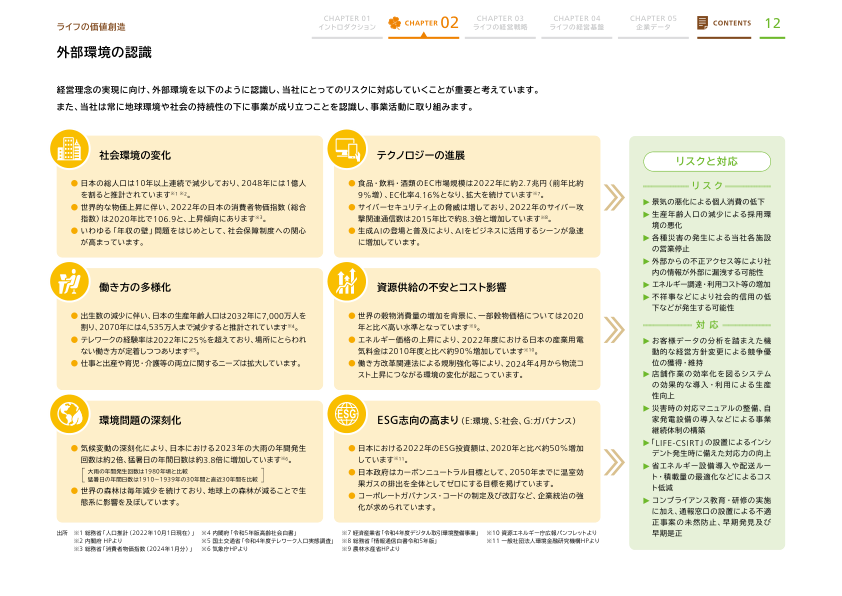 ライフの価値創造
CHAPTER 01
イントロダクション
CHAPTER 02
CHAPTER 03
ライフの経営戦略
CHAPTER 04
ライフの経営基盤
CHAPTER 05
企業データ
CONTENTS
12
外部環境の認識
経営理念の実現に向け、外部環境を以下のように認識し、当社にとってのリスクに対応していくことが重要と考えています。
また、当社は常に地球環境や社会の持続性の下に事業が成り立つことを認識し、事業活動に取り組みます。
社会環境の変化
● 日本の総人口は10年以上連続で減少しており、2048年には1億人
を割ると推計されています※1 ※2。
● 世界的な物価上昇に伴い、2022年の日本の消費者物価指数（総合
指数）は2020年比で106.9と、上昇傾向にあります※3。
● いわゆる「年収の壁」問題をはじめとして、社会保障制度への関心
が高まっています。
テクノロジーの進展
● 食品・飲料・酒類のEC市場規模は2022年に約2.7兆円（前年比約
9％増）、EC化率4.16％となり、拡大を続けています※7。
● サイバーセキュリティ上の脅威は増しており、2022年のサイバー攻
撃関連通信数は2015年比で約8.3倍と増加しています※8。
● 生成AIの登場と普及により、AIをビジネスに活用するシーンが急速
に増加しています。
働き方の多様化
● 出生数の減少に伴い、日本の生産年齢人口は2032年に7,000万人を
割り、2070年には4,535万人まで減少すると推計されています※4。
● テレワークの経験率は2022年に25％を超えており、場所にとらわれ
ない働き方が定着しつつあります※5。
● 仕事と出産や育児・介護等の両立に関するニーズは拡大しています。
資源供給の不安とコスト影響
● 世界の穀物消費量の増加を背景に、一部穀物価格については2020
年と比べ高い水準となっています※9。
● エネルギー価格の上昇により、2022年度における日本の産業用電
気料金は2010年度と比べ約90％増加しています※10。
● 働き方改革関連法による規制強化等により、2024年4月から物流コ
スト上昇につながる環境の変化が起こっています。
環境問題の深刻化
● 気候変動の深刻化により、日本における2023年の大雨の年間発生
回数は約2倍、猛暑日の年間日数は約3.8倍に増加しています※6。
大雨の年間発生回数は1980年頃と比較
猛暑日の年間日数は1910～1939年の30年間と直近30年間を比較
● 世界の森林は毎年減少を続けており、地球上の森林が減ることで生
態系に影響を及ぼしています。
ESG
ESG志向の高まり（E:環境、S:社会、G:ガバナンス）
● 日本における2022年のESG投資額は、2020年と比べ約50％増加
しています※11。
● 日本政府はカーボンニュートラル目標として、2050年までに温室効
果ガスの排出を全体としてゼロにする目標を掲げています。
● コーポレートガバナンス・コードの制定及び改訂など、企業統治の強
化が求められています。
リスクと対応
リスク
▶ 景気の悪化による個人消費の低下
▶ 生産年齢人口の減少による採用環
境の悪化
▶ 各種災害の発生による当社各施設
の営業停止
▶ 外部からの不正アクセス等により社
内の情報が外部に漏洩する可能性
▶ エネルギー調達・利用コスト等の増加
▶ 不祥事などにより社会的信用の低
下などが発生する可能性
対応
▶ お客様データの分析を踏まえた機
動的な経営方針変更による競争優
位の獲得・維持
▶ 店舗作業の効率化を図るシステム
の効果的な導入・利用による生産
性向上
▶ 災害時の対応マニュアルの整備、自
家発電設備の導入などによる事業
継続体制の構築
▶ 「LIFE-CSIRT」の設置によるインシ
デント発生時に備えた対応力の向上
▶ 省エネルギー設備導入や配送ルー
ト・積載量の最適化などによるコス
ト低減
▶ コンプライアンス教育・研修の実施
に加え、通報窓口の設置による不適
正事案の未然防止、早期発見及び
早期是正
出所 ※1 総務省「人口推計（2022年10月1日現在）」
※2 内閣府 HPより
※3 総務省「消費者物価指数（2024年1月分）」
※4 内閣府「令和5年版高齢社会白書」
※5 国土交通省「令和4年度テレワーク人口実態調査」
※6 気象庁HPより
※7 経済産業省「令和4年度デジタル取引環境整備事業」
※8 総務省「情報通信白書令和5年版」
※9 農林水産省HPより
※10 資源エネルギー庁広報パンフレットより
※11 一般社団法人環境金融研究機構HPより